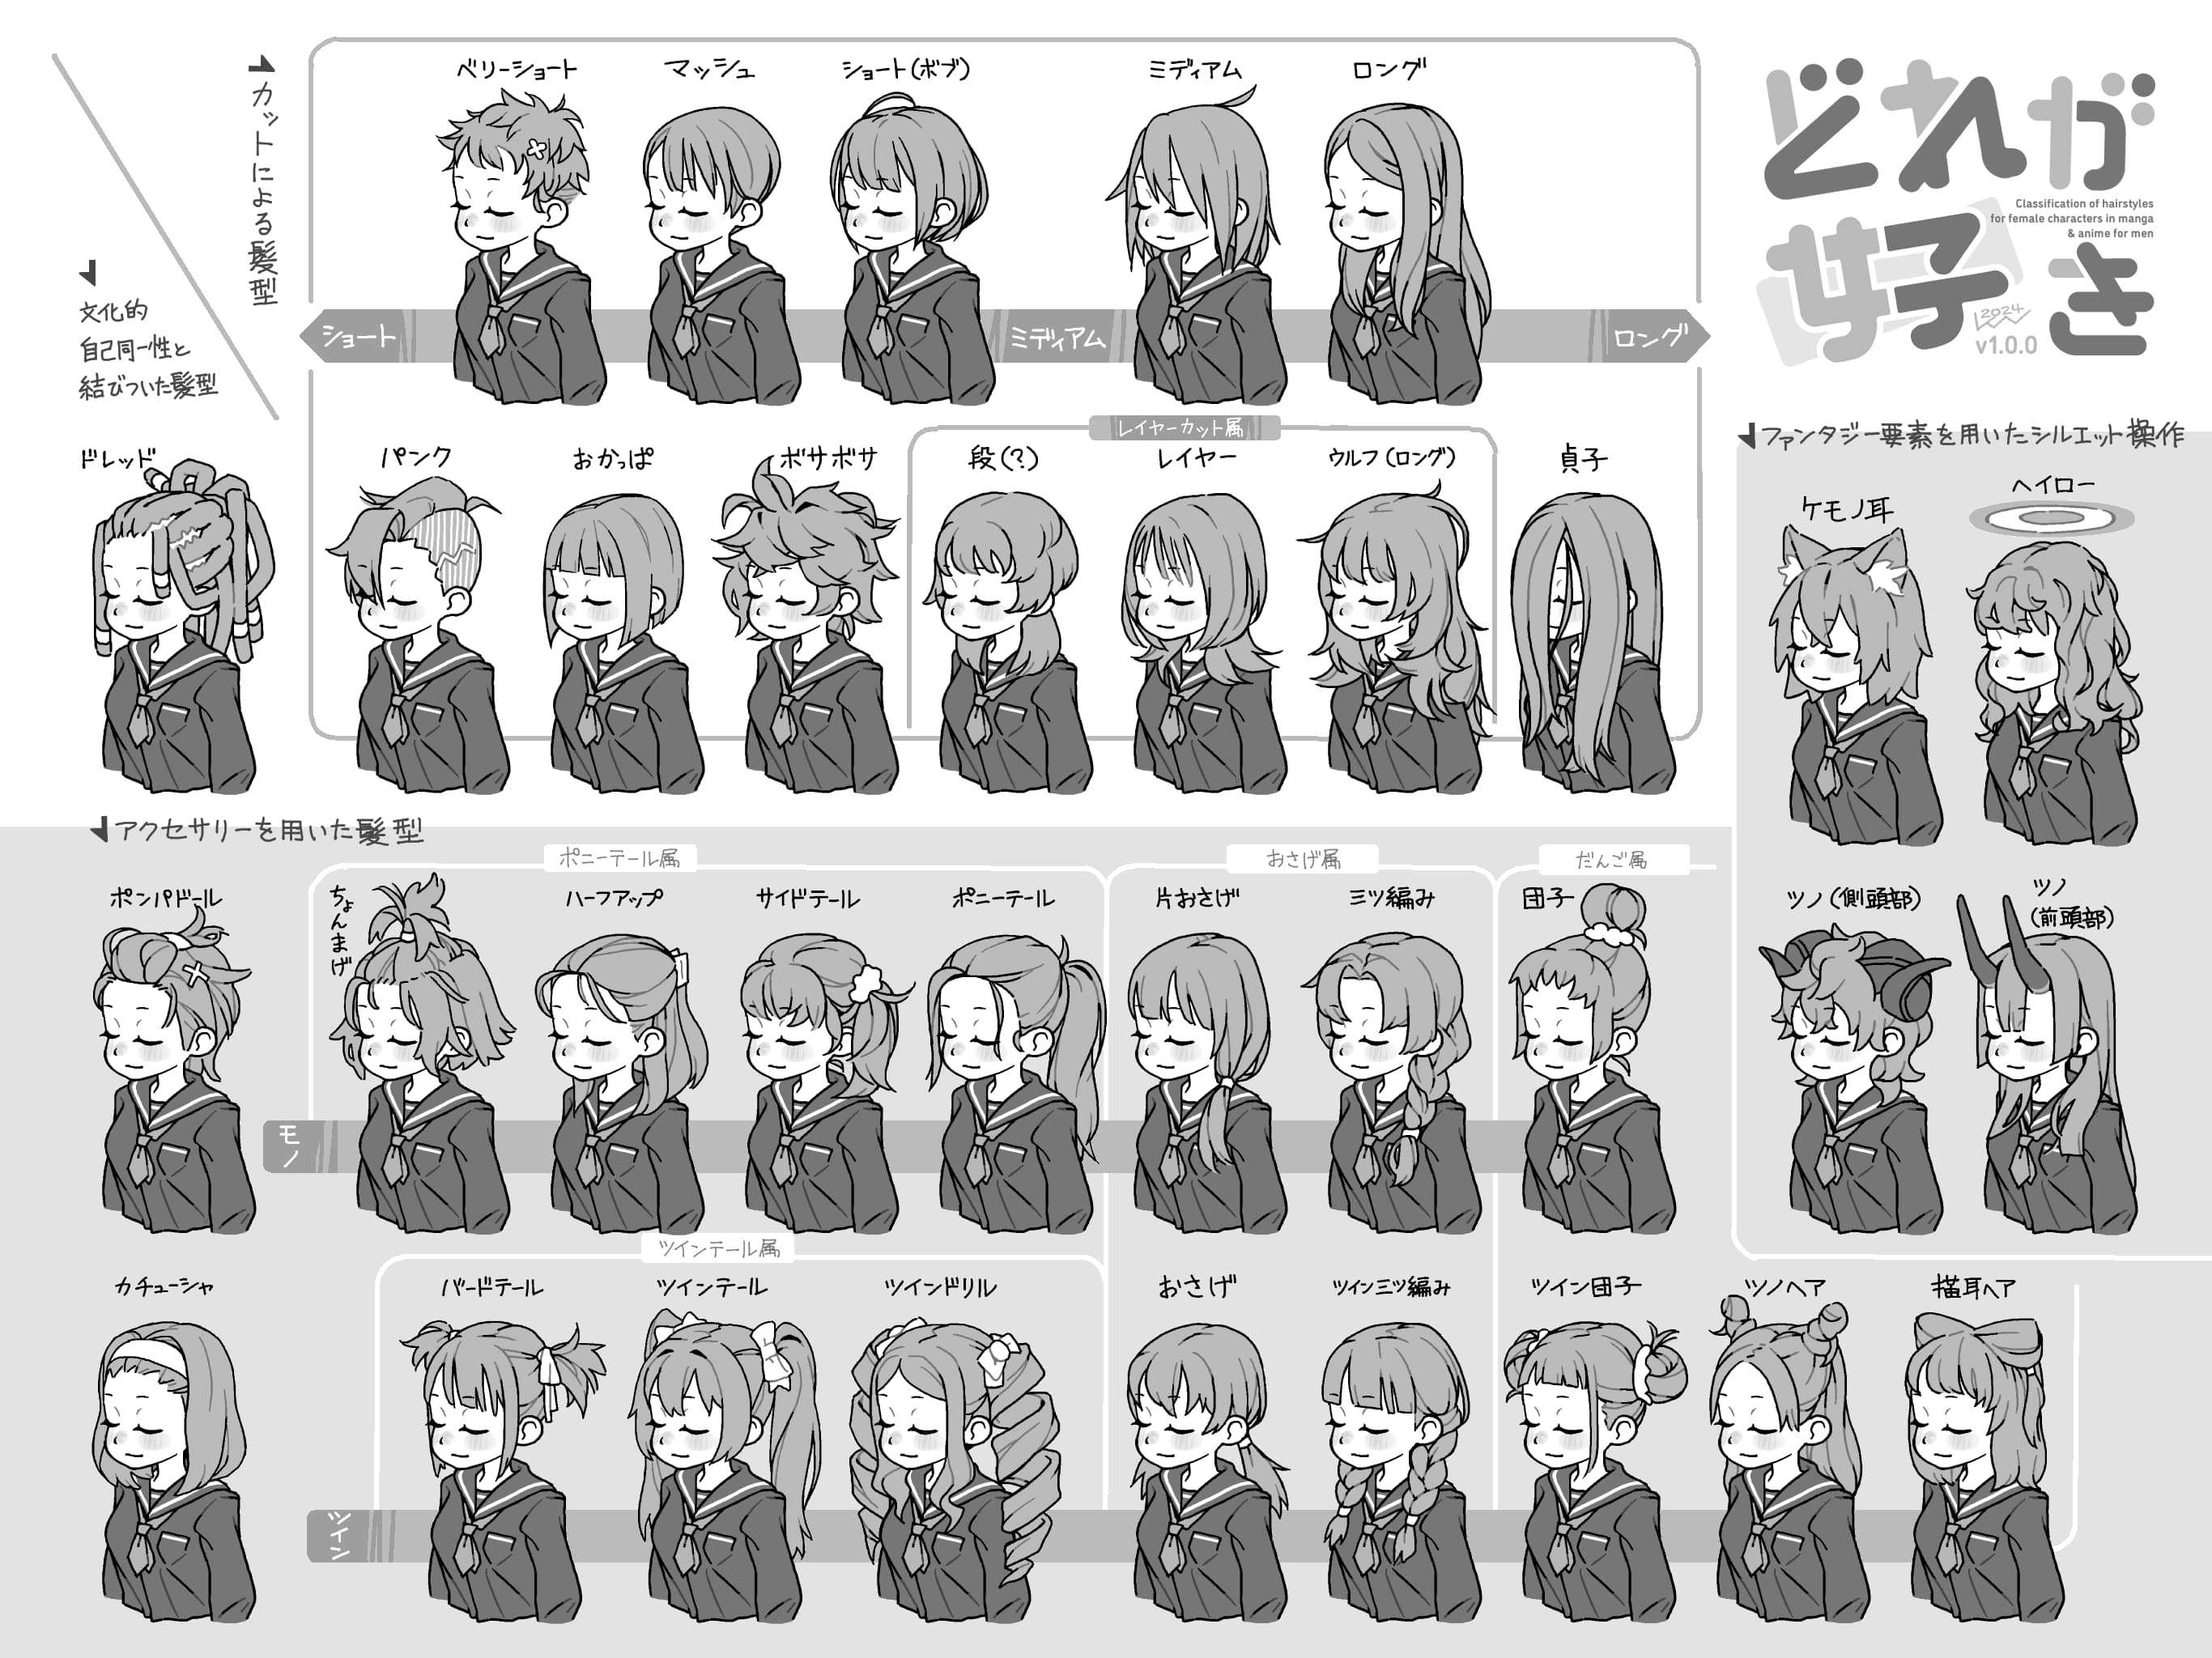 どれが
好き
Classification of hairstyles
for female characters in manga
& anime for men
2024
v1.0.0
カットによる髪型
文化的
自己同一性と
結びついた髪型
ベリーショート
マッシュ
ショート(ボブ)
ミディアム
ロング
ショート
ミディアム
ロング
レイヤーカット属
ドレッド
パンク
おかっぱ
ボサボサ
段(?)
レイヤー
ウルフ(ロング)
貞子
ファンタジー要素を用いたシルエット操作
ケモノ耳
ヘイロー
ツノ(側頭部)
ツノ
(前頭部)
アクセサリーを用いた髪型
ポニーテール属
おさげ属
だんご属
ポンパドール
ちょんまげ
ハーフアップ
サイドテール
ポニーテール
片おさげ
三ツ編み
団子
モノ
ツインテール属
カチューシャ
バードテール
ツインテール
ツインドリル
おさげ
ツイン三ツ編み
ツイン団子
ツノヘア
猫耳ヘア
ツイン